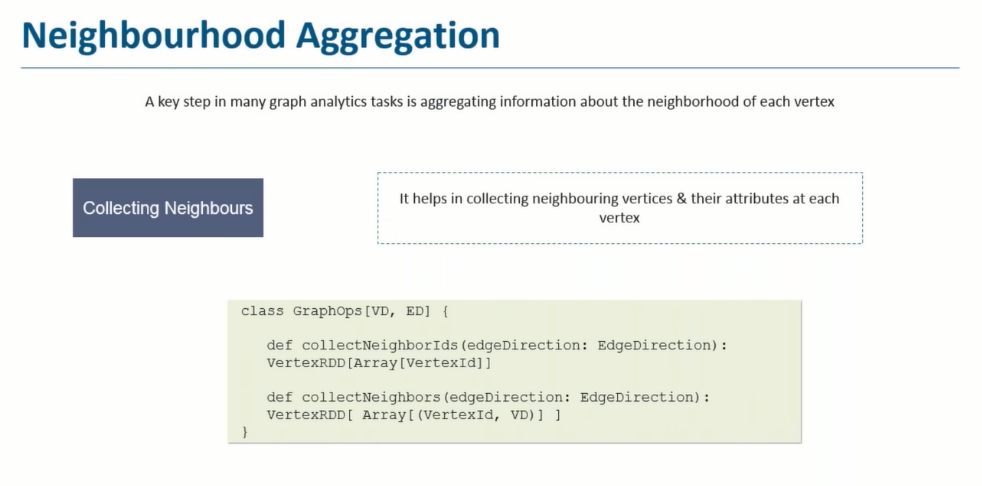 Neighbourhood Aggregation
A key step in many graph analytics tasks is aggregating information about the neighborhood of each vertex
Collecting Neighbours
It helps in collecting neighbouring vertices & their attributes at each
vertex
class GraphOps[VD, ED] {
def collectNeighborIds(edgeDirection: EdgeDirection):
VertexRDD[Array[VertexId]]
def collectNeighbors(edgeDirection: EdgeDirection):
VertexRDD[ Array[(VertexId, VD)] ]
}